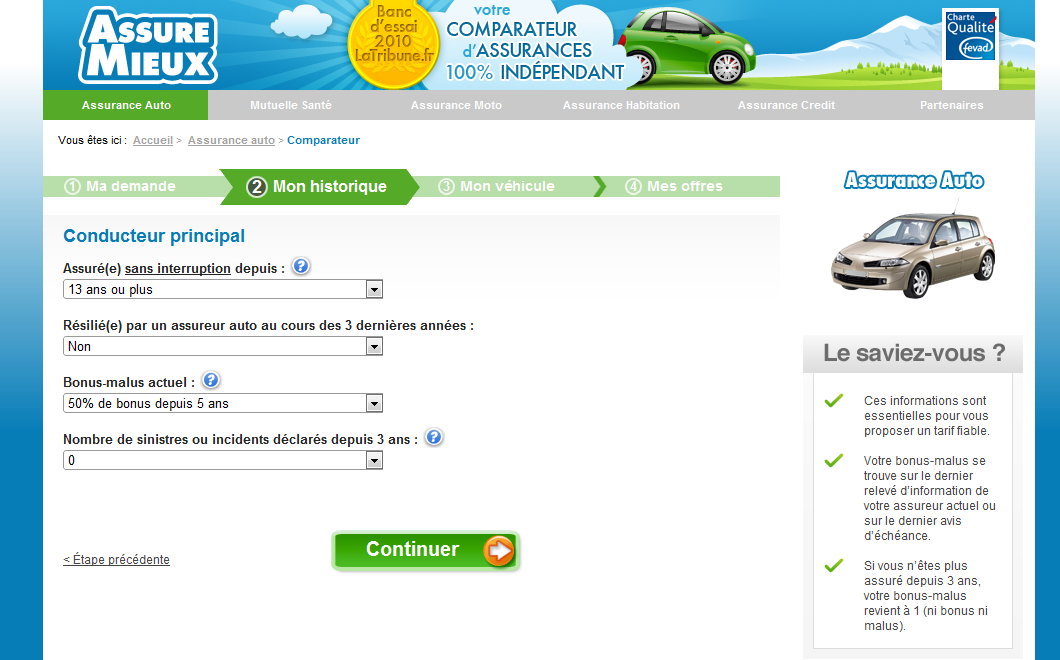 ASSURE
MIEUX
Banc
d'essai
2010
LaTribune.fr
votre
COMPARATEUR
d'ASSURANCES
100% INDÉPENDANT
Charte
Qualité
fevad
Assurance Auto
Mutuelle Santé
Assurance Moto
Assurance Habitation
Assurance Credit
Partenaires
Vous êtes ici : Accueil > Assurance auto > Comparateur
1 Ma demande
2 Mon historique
3 Mon véhicule
4 Mes offres
Assurance Auto
Conducteur principal
Assuré(e) sans interruption depuis : ?
13 ans ou plus
Résilié(e) par un assureur auto au cours des 3 dernières années :
Non
Bonus-malus actuel : ?
50% de bonus depuis 5 ans
Nombre de sinistres ou incidents déclarés depuis 3 ans : ?
0
< Étape précédente
Continuer
Le saviez-vous ?
Ces informations sont
essentielles pour vous
proposer un tarif fiable.
Votre bonus-malus se
trouve sur le dernier
relevé d'information de
votre assureur actuel ou
sur le dernier avis
d'échéance.
Si vous n'êtes plus
assuré depuis 3 ans,
votre bonus-malus
revient à 1 (ni bonus ni
malus).